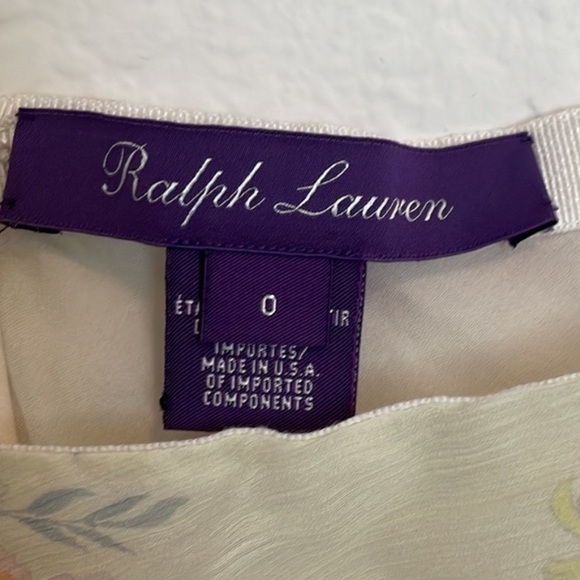 Ralph Lauren
0
IMPORTES/
MADE IN U.S.A.
OF IMPORTED
COMPONENTS